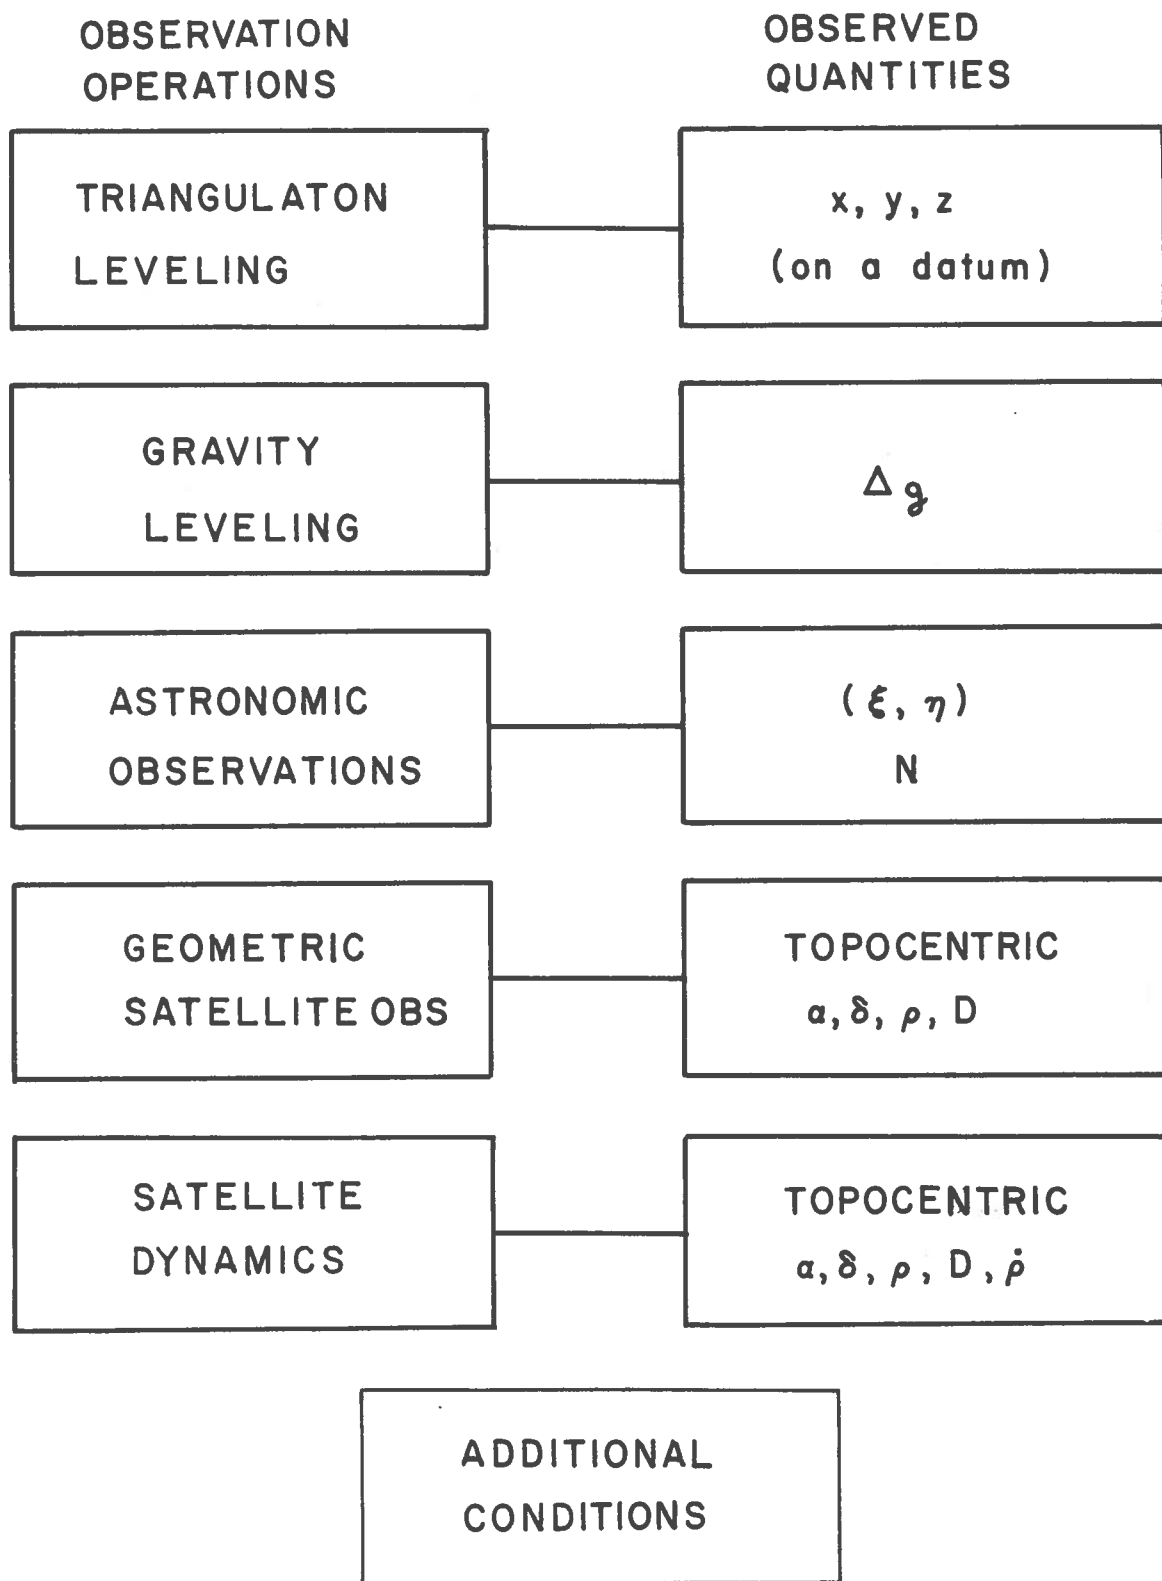 OBSERVATION
OPERATIONS
OBSERVED
QUANTITIES
TRIANGULATON
LEVELING
x, y, z
(on a datum)
GRAVITY
LEVELING
Δg
ASTRONOMIC
OBSERVATIONS
(ξ, η)
N
GEOMETRIC
SATELLITE OBS
TOPOCENTRIC
α, δ, ρ, D
SATELLITE
DYNAMICS
TOPOCENTRIC
α, δ, ρ, D, ρ̇
ADDITIONAL
CONDITIONS